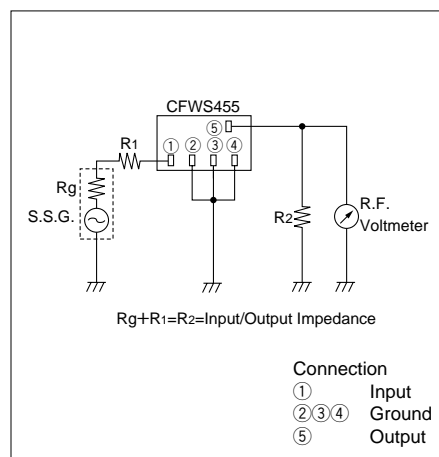 CFWS455
⑤
R1
① ② ③ ④
Rg
S.S.G.
R2
R.F.
Voltmeter
Rg+R1=R2=Input/Output Impedance
Connection
① Input
②③④ Ground
⑤ Output